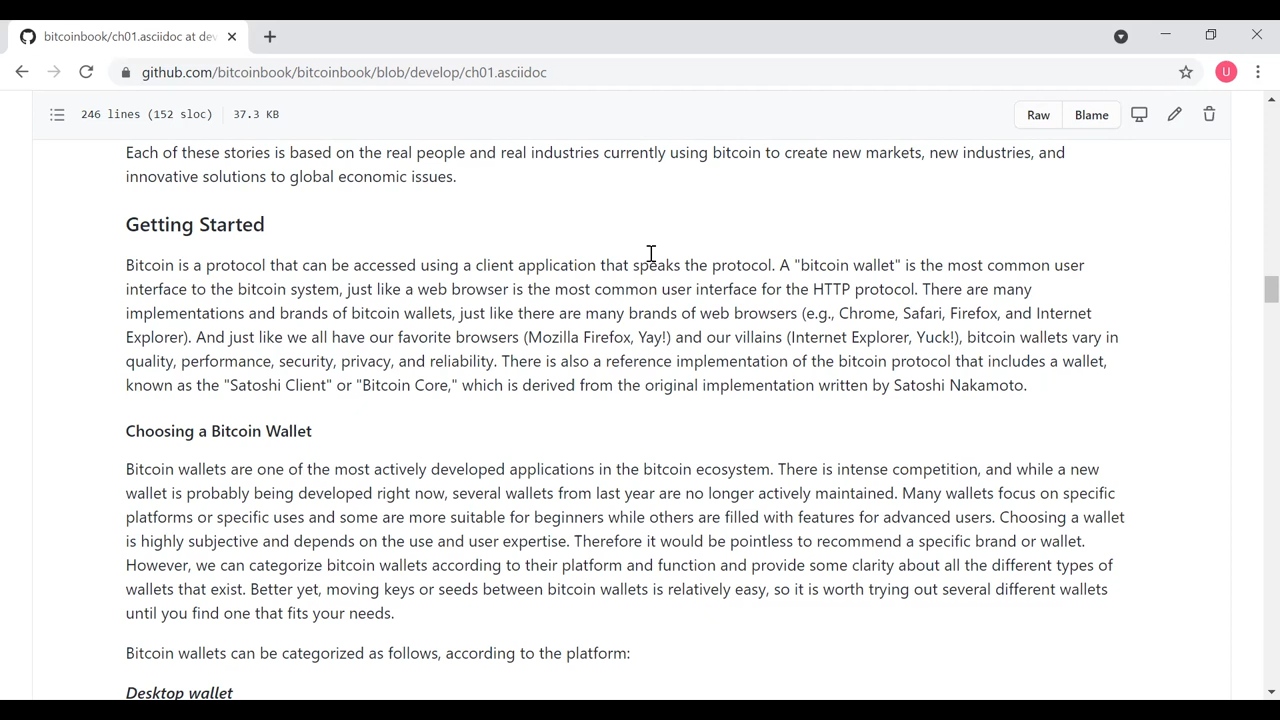 bitcoinbook/ch01.asciidoc at dev
github.com/bitcoinbook/bitcoinbook/blob/develop/ch01.asciidoc
U
246 lines (152 sloc) 37.3 KB
Raw Blame
Each of these stories is based on the real people and real industries currently using bitcoin to create new markets, new industries, and
innovative solutions to global economic issues.
Getting Started
Bitcoin is a protocol that can be accessed using a client application that speaks the protocol. A "bitcoin wallet" is the most common user
interface to the bitcoin system, just like a web browser is the most common user interface for the HTTP protocol. There are many
implementations and brands of bitcoin wallets, just like there are many brands of web browsers (e.g., Chrome, Safari, Firefox, and Internet
Explorer). And just like we all have our favorite browsers (Mozilla Firefox, Yay!) and our villains (Internet Explorer, Yuck!), bitcoin wallets vary in
quality, performance, security, privacy, and reliability. There is also a reference implementation of the bitcoin protocol that includes a wallet,
known as the "Satoshi Client" or "Bitcoin Core," which is derived from the original implementation written by Satoshi Nakamoto.
Choosing a Bitcoin Wallet
Bitcoin wallets are one of the most actively developed applications in the bitcoin ecosystem. There is intense competition, and while a new
wallet is probably being developed right now, several wallets from last year are no longer actively maintained. Many wallets focus on specific
platforms or specific uses and some are more suitable for beginners while others are filled with features for advanced users. Choosing a wallet
is highly subjective and depends on the use and user expertise. Therefore it would be pointless to recommend a specific brand or wallet.
However, we can categorize bitcoin wallets according to their platform and function and provide some clarity about all the different types of
wallets that exist. Better yet, moving keys or seeds between bitcoin wallets is relatively easy, so it is worth trying out several different wallets
until you find one that fits your needs.
Bitcoin wallets can be categorized as follows, according to the platform:
Desktop wallet